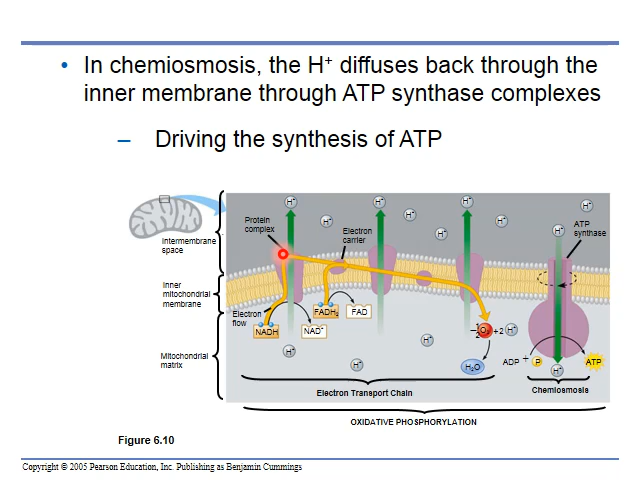 • In chemiosmosis, the H⁺ diffuses back through the
inner membrane through ATP synthase complexes
– Driving the synthesis of ATP
H⁺
H⁺
H⁺
H⁺
H⁺
H⁺
H⁺
H⁺
H⁺
Protein
complex
Electron
carrier
ATP
synthase
Intermembrane
space
Inner
mitochondrial
membrane
Electron
flow
NADH
NAD⁺
FADH₂
FAD
O₂ + 2 H⁺
H⁺
H⁺
H⁺
H₂O
ADP + P
ATP
H⁺
Mitochondrial
matrix
Electron Transport Chain
Chemiosmosis
OXIDATIVE PHOSPHORYLATION
Figure 6.10
Copyright © 2005 Pearson Education, Inc. Publishing as Benjamin Cummings